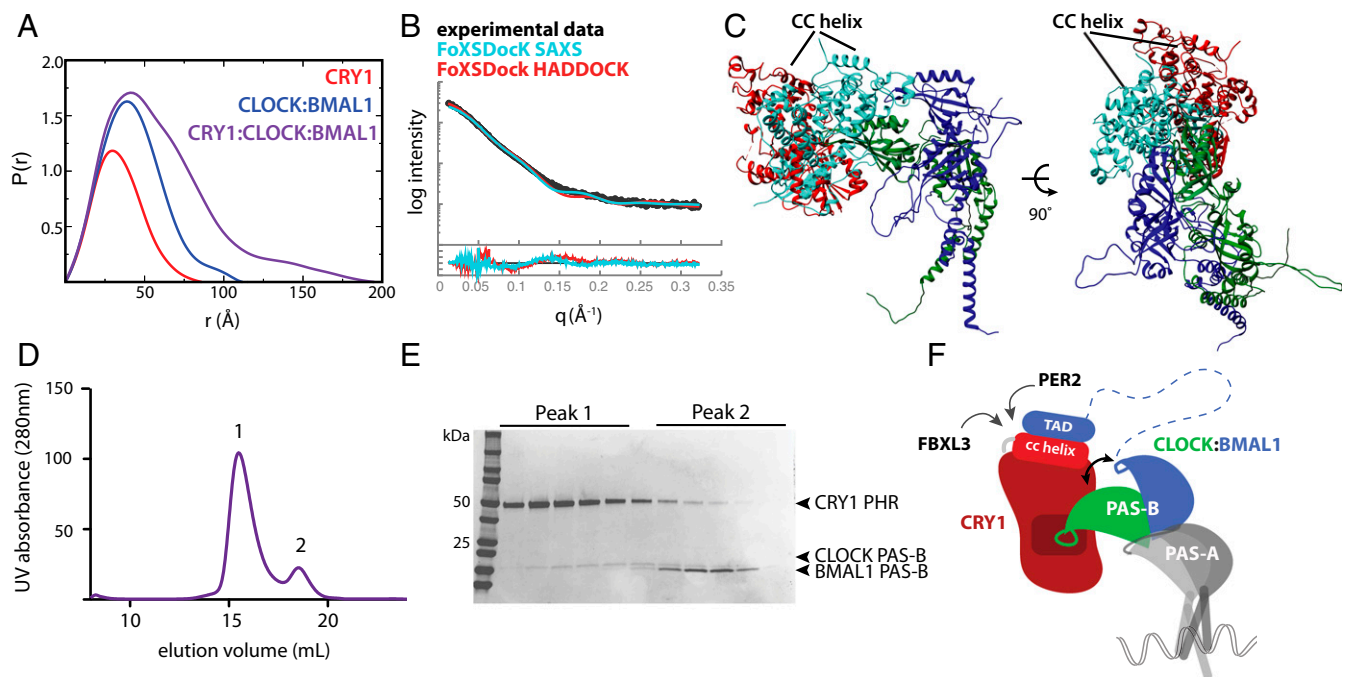 A
2.0
1.5
1.0
0.5
P(r)
50
100
150
200
r (Å)
CRY1
CLOCK:BMAL1
CRY1:CLOCK:BMAL1
B
experimental data
FoXSDocK SAXS
FoXSDock HADDOCK
log intensity
0
0.05
0.1
0.15
0.2
0.25
0.3
0.35
q (Å⁻¹)
C
CC helix
CC helix
90°
D
150
100
50
UV absorbance (280nm)
1
2
10
15
20
elution volume (mL)
E
Peak 1
Peak 2
kDa
50
25
CRY1 PHR
CLOCK PAS-B
BMAL1 PAS-B
F
PER2
FBXL3
TAD
cc helix
CLOCK:BMAL1
CRY1
PAS-B
PAS-A